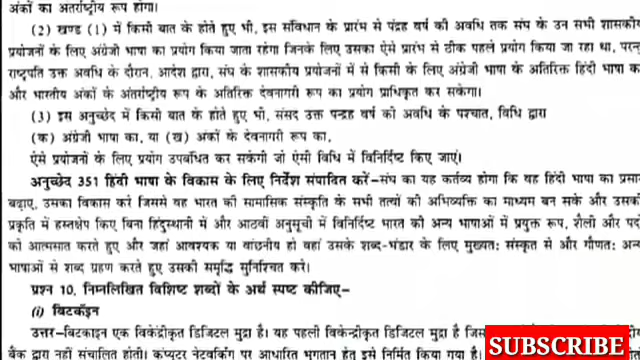 अंकों का अंतर्राष्ट्रीय रूप होगा।
(2) खण्ड (1) में किसी बात के होते हुए भी, इस संविधान के प्रारंभ से पंद्रह वर्ष की अवधि तक संघ के उन सभी शासकीय
प्रयोजनों के लिए अंग्रेजी भाषा का प्रयोग किया जाता रहेगा जिनके लिए उसका ऐसे प्रारंभ से ठीक पहले प्रयोग किया जा रहा था, परन्तु
राष्ट्रपति उक्त अवधि के दौरान, आदेश द्वारा, संघ के शासकीय प्रयोजनों में से किसी के लिए अंग्रेजी भाषा के अतिरिक्त हिंदी भाषा का
और भारतीय अंकों के अंतर्राष्ट्रीय रूप के अतिरिक्त देवनागरी रूप का प्रयोग प्राधिकृत कर सकेगा।
(3) इस अनुच्छेद में किसी बात के होते हुए भी, संसद उक्त पन्द्रह वर्ष की अवधि के पश्चात, विधि द्वारा
(क) अंग्रेजी भाषा का, या (ख) अंकों के देवनागरी रूप का,
ऐसे प्रयोजनों के लिए प्रयोग उपबंधित कर सकेगी जो ऐसी विधि में विनिर्दिष्ट किए जाएं।
अनुच्छेद 351 हिंदी भाषा के विकास के लिए निर्देश संपादित करें–संघ का यह कर्तव्य होगा कि वह हिंदी भाषा का प्रसार
बढ़ाए, उसका विकास करे जिससे वह भारत की सामासिक संस्कृति के सभी तत्वों की अभिव्यक्ति का माध्यम बन सके और उसकी
प्रकृति में हस्तक्षेप किए बिना हिंदुस्थानी में और आठवीं अनुसूची में विनिर्दिष्ट भारत की अन्य भाषाओं में प्रयुक्त रूप, शैली और पदों
को आत्मसात करते हुए और जहां आवश्यक या वांछनीय हो वहां उसके शब्द-भंडार के लिए मुख्यतः संस्कृत से और गौणतः अन्य
भाषाओं से शब्द ग्रहण करते हुए उसकी समृद्धि सुनिश्चित करे।
प्रश्न 10. निम्नलिखित विशिष्ट शब्दों के अर्थ स्पष्ट कीजिए–
(i) बिटकॉइन
उत्तर–बिटकाइन एक विकेंद्रीकृत डिजिटल मुद्रा है। यह पहली विकेन्द्रीकृत डिजिटल मुद्रा है
बैंक द्वारा नहीं संचालित होती। कंप्यूटर नेटवर्किंग पर आधारित भुगतान हेतु इसे निर्मित किया गया है।
SUBSCRIBE